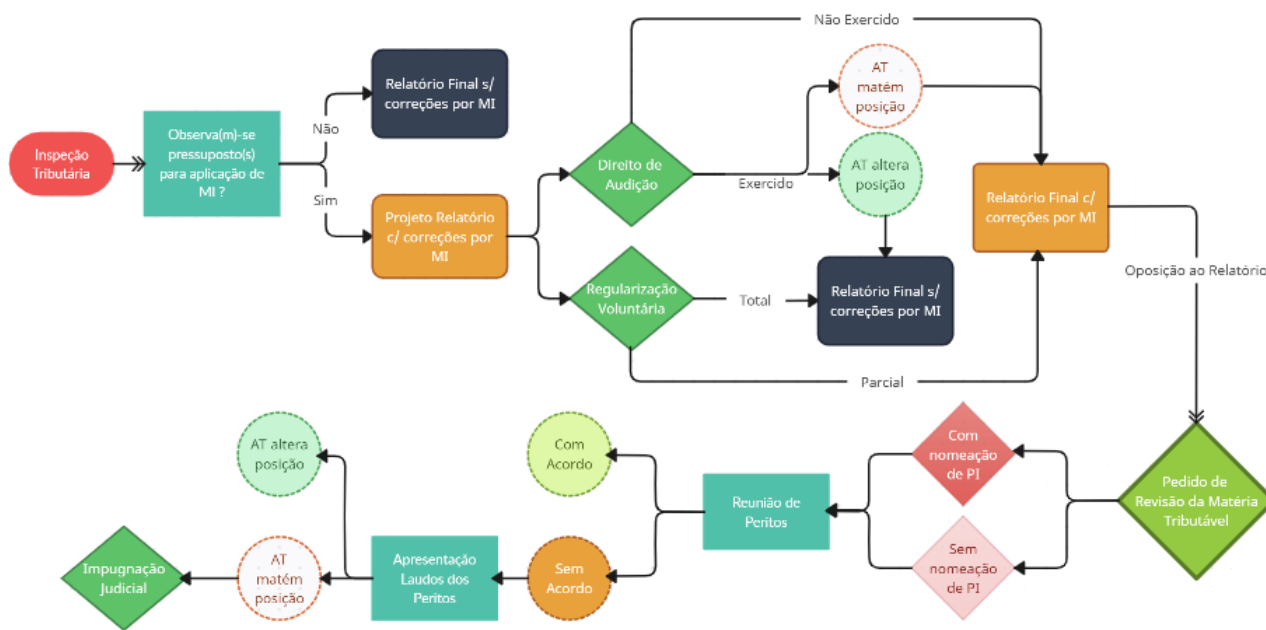 Inspeção
Tributária
Observa(m)-se
pressuposto(s)
para aplicação de
MI ?
Não
Sim
Relatório Final s/
correções por MI
Projeto Relatório
c/ correções por
MI
Direito de
Audição
Regularização
Voluntária
Não Exercido
Exercido
AT
matém
posição
AT altera
posição
Total
Relatório Final s/
correções por MI
Parcial
Relatório Final c/
correções por MI
Oposição ao Relatório
Pedido de
Revisão da Matéria
Tributável
Com
nomeação
de PI
Sem
nomeação
de PI
Reunião de
Peritos
Com
Acordo
Sem
Acordo
Apresentação
Laudos dos
Peritos
AT altera
posição
AT
matém
posição
Impugnação
Judicial